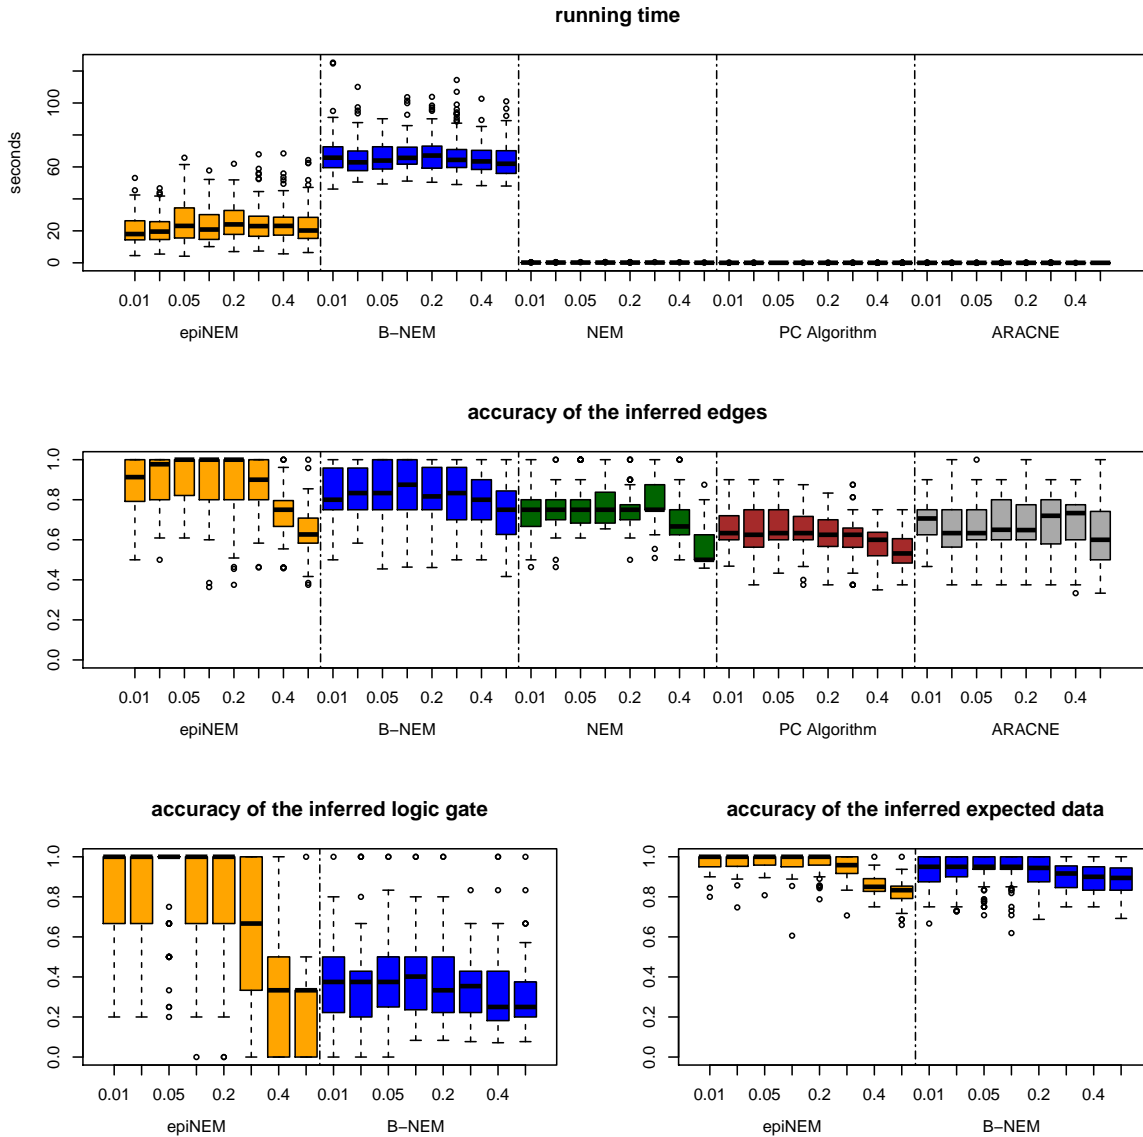 running time
seconds
0
20
60
100
0.01 0.05 0.2 0.4 0.01 0.05 0.2 0.4 0.01 0.05 0.2 0.4 0.01 0.05 0.2 0.4 0.01 0.05 0.2 0.4
epiNEM B−NEM NEM PC Algorithm ARACNE
accuracy of the inferred edges
0.0
0.2
0.4
0.6
0.8
1.0
0.01 0.05 0.2 0.4 0.01 0.05 0.2 0.4 0.01 0.05 0.2 0.4 0.01 0.05 0.2 0.4 0.01 0.05 0.2 0.4
epiNEM B−NEM NEM PC Algorithm ARACNE
accuracy of the inferred logic gate
0.0
0.2
0.4
0.6
0.8
1.0
0.01 0.05 0.2 0.4 0.01 0.05 0.2 0.4
epiNEM B−NEM
accuracy of the inferred expected data
0.0
0.2
0.4
0.6
0.8
1.0
0.01 0.05 0.2 0.4 0.01 0.05 0.2 0.4
epiNEM B−NEM